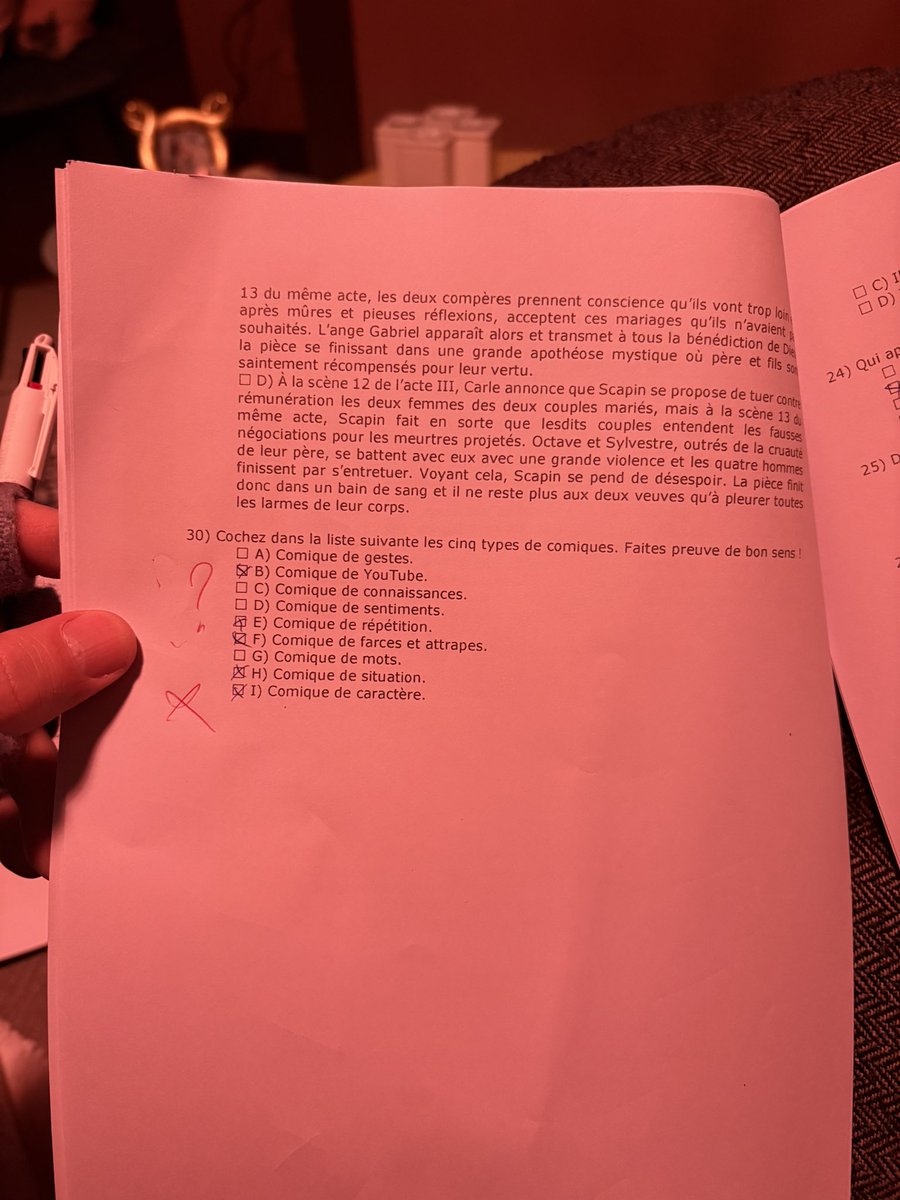 13 du même acte, les deux compères prennent conscience qu'ils vont trop loin
après mûres et pieuses réflexions, acceptent ces mariages qu'ils n'avaient
souhaités. L'ange Gabriel apparaît alors et transmet à tous la bénédiction de
la pièce se finissant dans une grande apothéose mystique où père et fils
saintement récompensés pour leur vertu.
☐ D) À la scène 12 de l'acte III, Carle annonce que Scapin se propose de tuer contre
rémunération les deux femmes des deux couples mariés, mais à la scène 13 du
même acte, Scapin fait en sorte que lesdits couples entendent les fausses
négociations pour les meurtres projetés. Octave et Sylvestre, outrés de la cruauté
de leur père, se battent avec eux avec une grande violence et les quatre hommes
finissent par s'entretuer. Voyant cela, Scapin se pend de désespoir. La pièce finit
donc dans un bain de sang et il ne reste plus aux deux veuves qu'à pleurer toutes
les larmes de leur corps.
30) Cochez dans la liste suivante les cinq types de comiques. Faites preuve de bon sens !
☐ A) Comique de gestes.
☒ B) Comique de YouTube.
☐ C) Comique de connaissances.
☐ D) Comique de sentiments.
☒ E) Comique de répétition.
☒ F) Comique de farces et attrapes.
☐ G) Comique de mots.
☒ H) Comique de situation.
☒ I) Comique de caractère.
?
☐ C)
☐ D)
24) Qui
25)